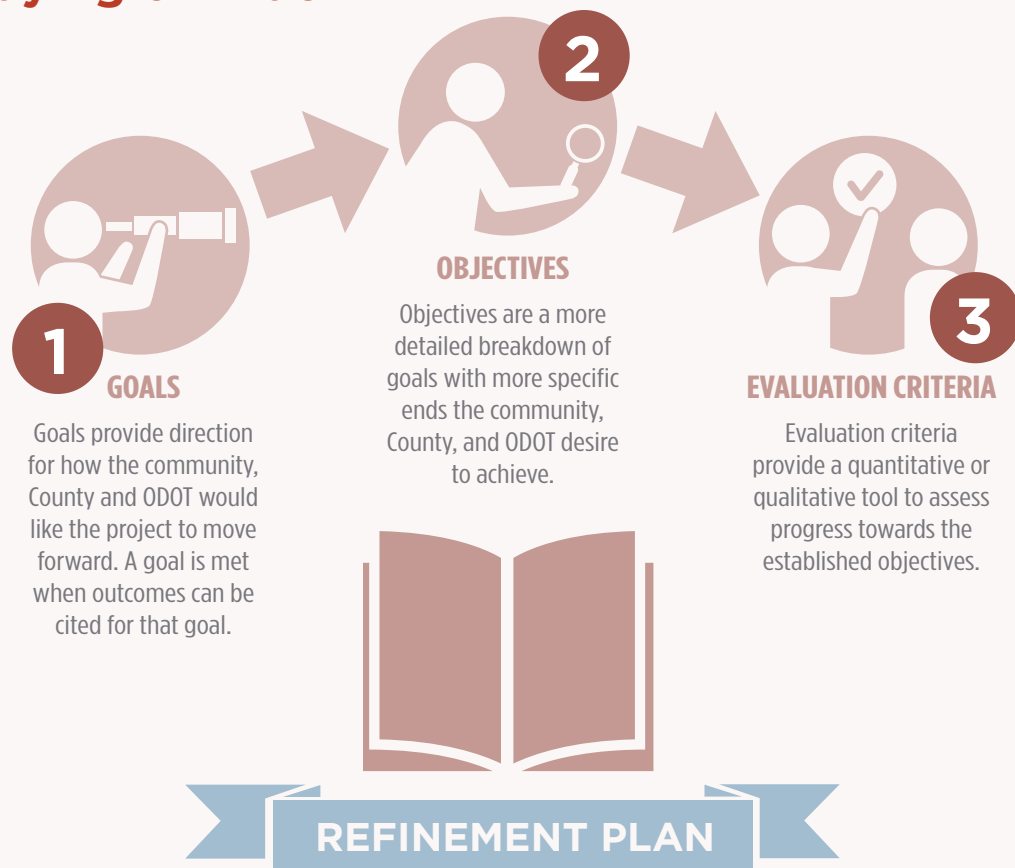 1
GOALS
Goals provide direction
for how the community,
County and ODOT would
like the project to move
forward. A goal is met
when outcomes can be
cited for that goal.
2
OBJECTIVES
Objectives are a more
detailed breakdown of
goals with more specific
ends the community,
County, and ODOT desire
to achieve.
3
EVALUATION CRITERIA
Evaluation criteria
provide a quantitative or
qualitative tool to assess
progress towards the
established objectives.
REFINEMENT PLAN